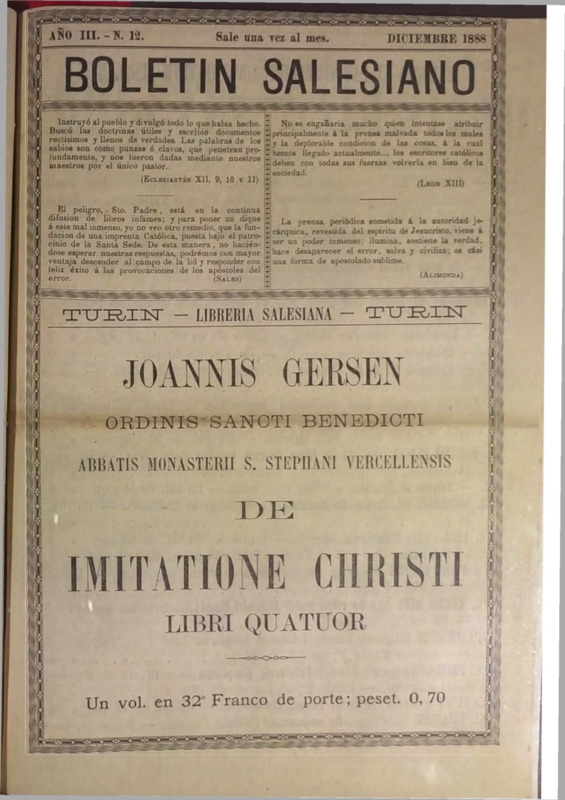 AÑO III. - N. 12. Sale una vez al mes. DICIEMBRE 1888
BOLETIN SALESIANO
Instruyó al pueblo y divulgó todo lo que habia hecho.
Buscó las doctrinas útiles y escribió documentos
rectísimos y llenos de verdades. Las palabras de los
sabios son como punzas ó clavos, que penetran pro-
fundamente, y nos fueron dadas mediante nuestros
maestros por el único pastor.
(ECLESIASTÉS XII, 9, 10 Y 11)
El peligro, Sto. Padre, está en la continua
difusion de libros infames; y para poner un dique
á este mal inmenso, yo no veo otro remedio, que la fun-
dacion de una imprenta Católica, puesta bajo el patro-
cinio de la Santa Sede. De esta manera, no hacién-
dose esperar nuestras respuestas, podrémos con mayor
ventaja descender al campo de la lid y responder con
feliz éxito á las provocaciones de los apóstoles del
error. (SALES)
No se engañaria mucho quien intentase atribuir
principalmente á la prensa malvada todos los males
y la deplorable condicion de las cosas, á la cual
hemos llegado actualmente..., los escritores católicos
deben con todas sus fuerzas volverla en bien de la
sociedad.
(LEON XIII)
La prensa periódica sometida á la autoridad je-
rárquica, revestida del espíritu de Jesucristo, viene á
ser un poder inmenso: ilumina, sostiene la verdad,
hace desaparecer el error, salva y civiliza; es cási
una forma de apostolado sublime.
(ALIMONDA)
TURIN — LIBRERIA SALESIANA — TURIN
JOANNIS GERSEN
ORDINIS SANCTI BENEDICTI
ABBATIS MONASTERII S. STEPHANI VERCELLENSIS
DE
IMITATIONE CHRISTI
LIBRI QUATUOR
Un vol. en 32º Franco de porte; peset. 0,70